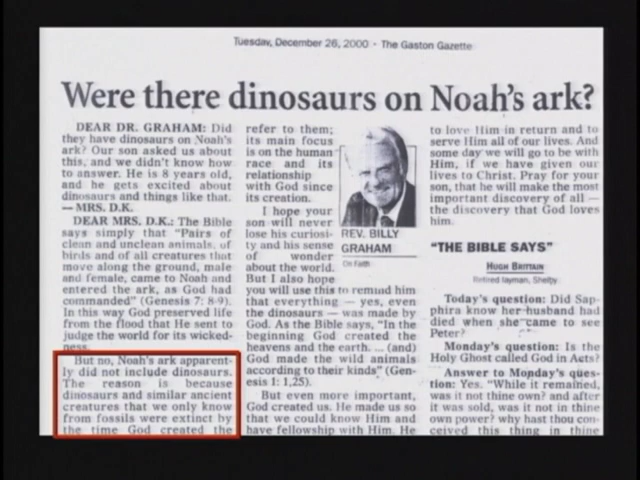 Tuesday, December 26, 2000 - The Gaston Gazette
Were there dinosaurs on Noah's ark?
DEAR DR. GRAHAM: Did
they have dinosaurs on Noah's
ark? Our son asked us about
this, and we didn't know how
to answer. He is 8 years old,
and he gets excited about
dinosaurs and things like that.
— MRS. D.K.
DEAR MRS. D.K.: The Bible
says simply that "Pairs of
clean and unclean animals, of
birds and of all creatures that
move along the ground, male
and female, came to Noah and
entered the ark, as God had
commanded" (Genesis 7: 8-9).
In this way God preserved life
from the flood that He sent to
judge the world for its wicked-
ness.
But no, Noah's ark apparent-
ly did not include dinosaurs.
The reason is because
dinosaurs and similar ancient
creatures that we only know
from fossils were extinct by
the time God created the
refer to them;
its main focus
is on the human
race and its
relationship
with God since
its creation.
I hope your
son will never
lose his curiosi-
ty and his sense
of wonder
about the world.
But I also hope
you will use this to remind him
that everything — yes, even
the dinosaurs — was made by
God. As the Bible says, "In the
beginning God created the
heavens and the earth. ... (and)
God made the wild animals
according to their kinds" (Gen-
esis 1: 1,25).
But even more important,
God created us. He made us so
that we could know Him and
have fellowship with Him. He
REV. BILLY
GRAHAM
On Faith
to love Him in return and to
serve Him all of our lives. And
some day we will go to be with
Him, if we have given our
lives to Christ. Pray for your
son, that he will make the most
important discovery of all —
the discovery that God loves
him.
"THE BIBLE SAYS"
HUGH BRITTAIN
Retired layman, Shelby
Today's question: Did Sap-
phira know her husband had
died when she came to see
Peter?
Monday's question: Is the
Holy Ghost called God in Acts?
Answer to Monday's ques-
tion: Yes. "While it remained,
was it not thine own? and after
it was sold, was it not in thine
own power? why hast thou con-
ceived this thing in thine